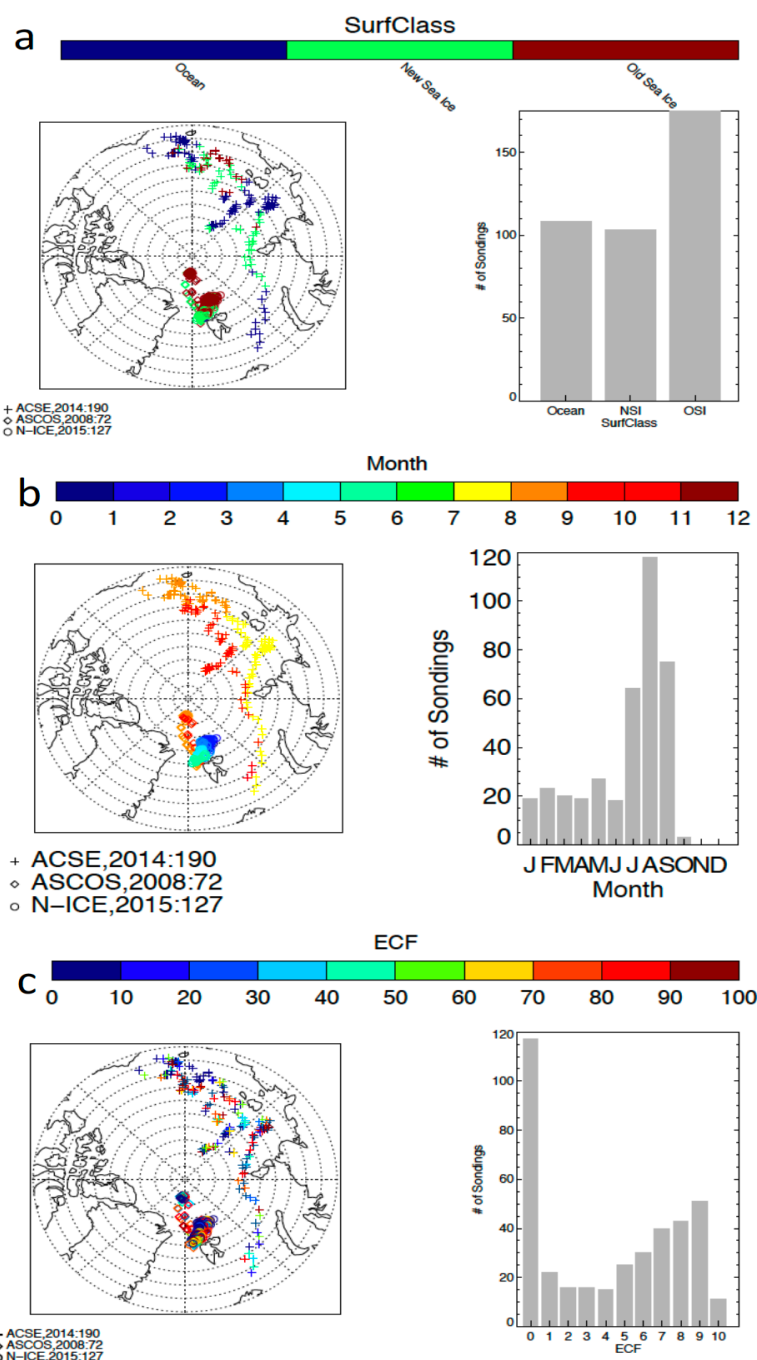 a
SurfClass
Ocean
New Sea Ice
Old Sea Ice
150
100
50
0
# of Sondings
Ocean NSI OSI
SurfClass
+ ACSE,2014:190
◇ ASCOS,2008:72
○ N-ICE,2015:127
b
Month
0 1 2 3 4 5 6 7 8 9 10 11 12
120
100
80
60
40
20
0
# of Sondings
J F M A M J J A S O N D
Month
+ ACSE,2014:190
◇ ASCOS,2008:72
○ N-ICE,2015:127
c
ECF
0 10 20 30 40 50 60 70 80 90 100
120
100
80
60
40
20
0
# of Sondings
0 1 2 3 4 5 6 7 8 9 10
ECF
ACSE,2014:190
ASCOS,2008:72
N-ICE,2015:127